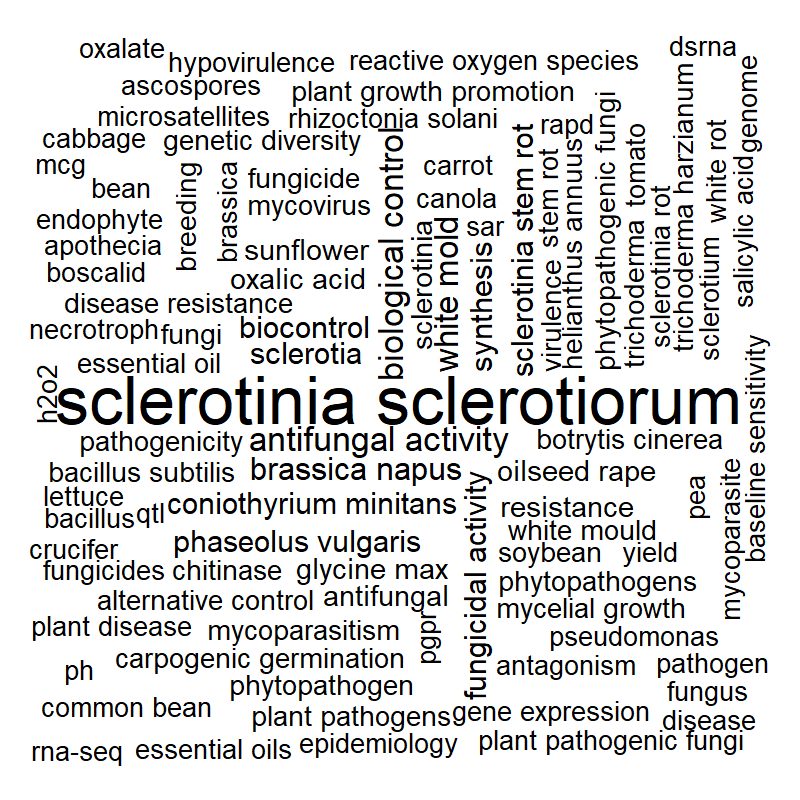 oxalate
hypovirulence
reactive oxygen species
dsrna
ascospores
plant growth promotion
microsatellites
rhizoctonia solani
rapd
cabbage
genetic diversity
mcg
bean
breeding
brassica
fungicide
mycovirus
carrot
canola
endophyte
apothecia
boscalid
sunflower
oxalic acid
sar
biological control
sclerotinia
white mold
synthesis
sclerotinia stem rot
virulence
stem rot
helianthus annuus
phytopathogenic fungi
trichoderma
tomato
sclerotinia rot
trichoderma harzianum
sclerotium
white rot
salicylic acid
genome
disease resistance
necrotroph
fungi
biocontrol
sclerotia
essential oil
h2o2
sclerotinia sclerotiorum
pathogenicity
antifungal activity
botrytis cinerea
baseline sensitivity
bacillus subtilis
brassica napus
oilseed rape
lettuce
bacillus
qtl
coniothyrium minitans
fungicidal activity
resistance
pea
mycoparasite
white mould
crucifer
phaseolus vulgaris
soybean
yield
fungicides
chitinase
glycine max
phytopathogens
alternative control
antifungal
mycelial growth
plant disease
mycoparasitism
pgpr
pseudomonas
ph
carpogenic germination
antagonism
pathogen
phytopathogen
fungus
common bean
plant pathogens
gene expression
disease
rna-seq
essential oils
epidemiology
plant pathogenic fungi